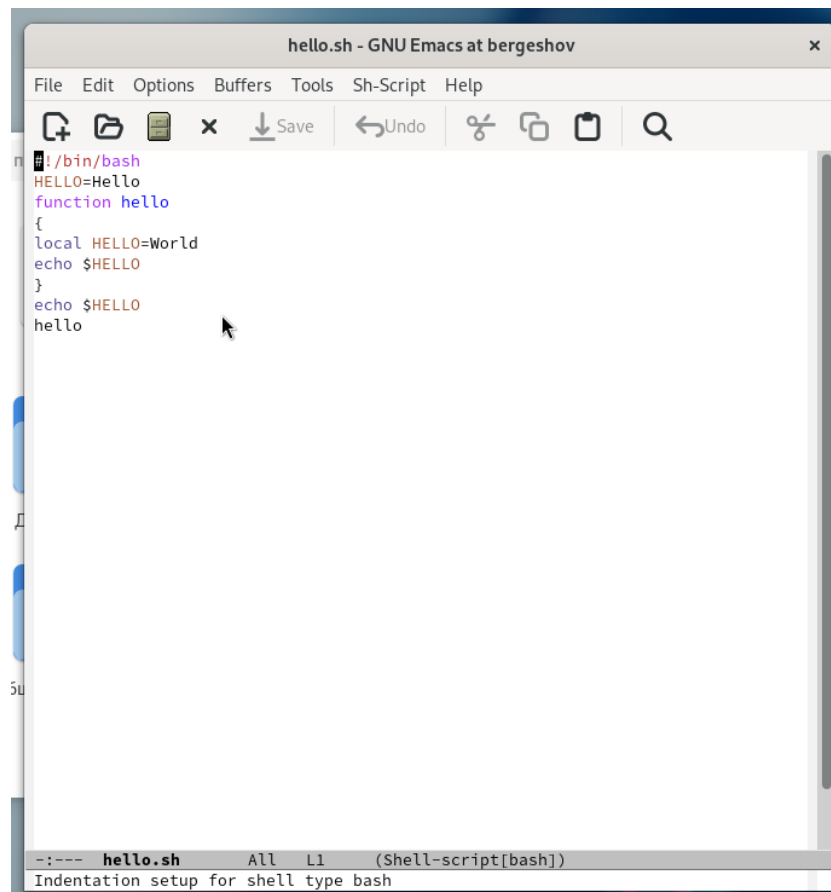 hello.sh - GNU Emacs at bergeshov
File Edit Options Buffers Tools Sh-Script Help
Save Undo
#!/bin/bash
HELLO=Hello
function hello
{
local HELLO=World
echo $HELLO
}
echo $HELLO
hello
-:--- hello.sh All L1 (Shell-script[bash])
Indentation setup for shell type bash